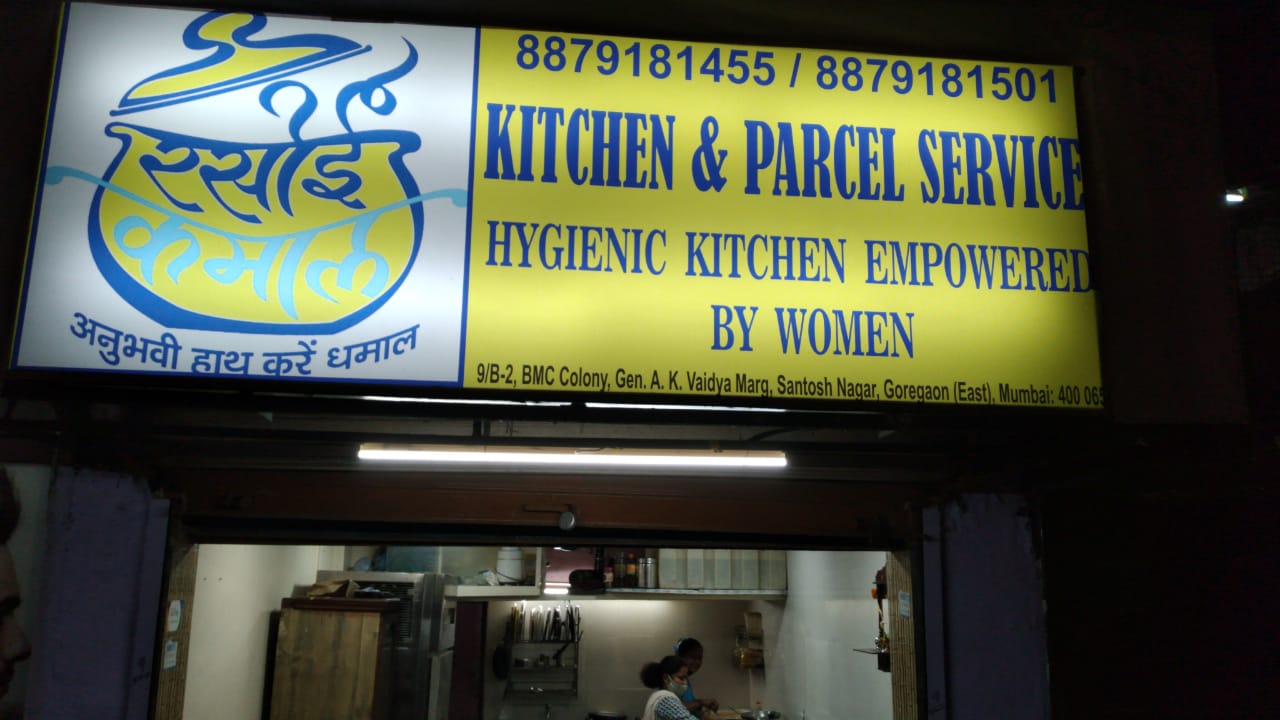 रसोई
कमाल
अनुभवी हाथ करें धमाल
8879181455 / 8879181501
KITCHEN & PARCEL SERVICE
HYGIENIC KITCHEN EMPOWERED
BY WOMEN
9/B-2, BMC Colony, Gen. A. K. Vaidya Marg, Santosh Nagar, Goregaon (East), Mumbai: 400 065